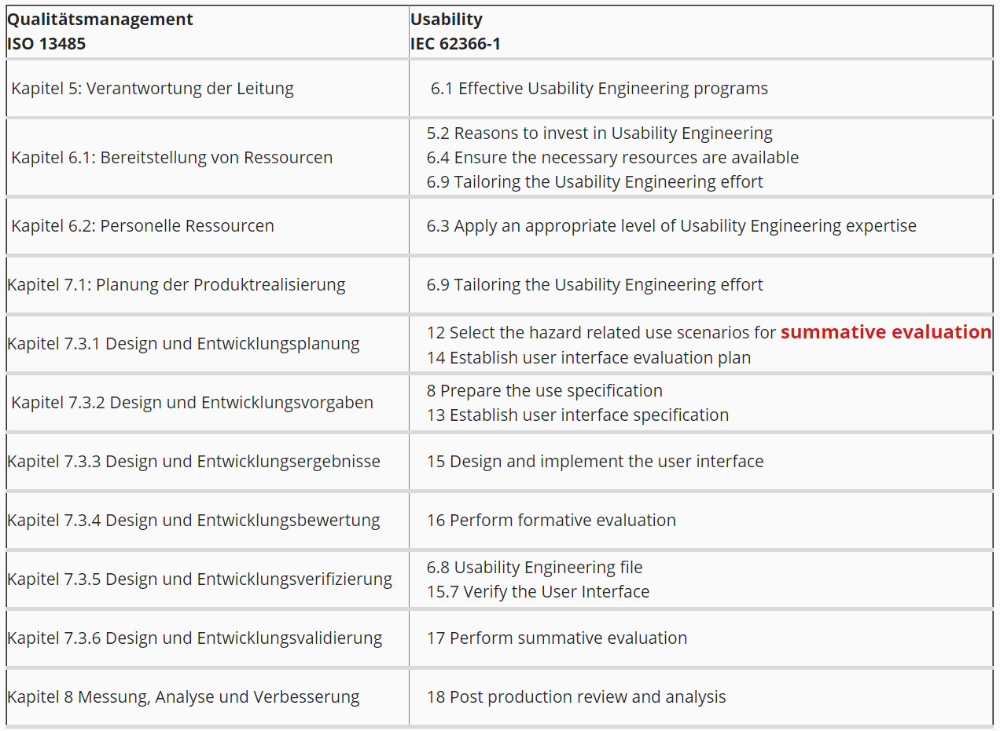 Qualitätsmanagement
ISO 13485
Usability
IEC 62366-1
Kapitel 5: Verantwortung der Leitung
6.1 Effective Usability Engineering programs
Kapitel 6.1: Bereitstellung von Ressourcen
5.2 Reasons to invest in Usability Engineering
6.4 Ensure the necessary resources are available
6.9 Tailoring the Usability Engineering effort
Kapitel 6.2: Personelle Ressourcen
6.3 Apply an appropriate level of Usability Engineering expertise
Kapitel 7.1: Planung der Produktrealisierung
6.9 Tailoring the Usability Engineering effort
Kapitel 7.3.1 Design und Entwicklungsplanung
12 Select the hazard related use scenarios for summative evaluation
14 Establish user interface evaluation plan
Kapitel 7.3.2 Design und Entwicklungsvorgaben
8 Prepare the use specification
13 Establish user interface specification
Kapitel 7.3.3 Design und Entwicklungsergebnisse
15 Design and implement the user interface
Kapitel 7.3.4 Design und Entwicklungsbewertung
16 Perform formative evaluation
Kapitel 7.3.5 Design und Entwicklungsverifizierung
6.8 Usability Engineering file
15.7 Verify the User Interface
Kapitel 7.3.6 Design und Entwicklungsvalidierung
17 Perform summative evaluation
Kapitel 8 Messung, Analyse und Verbesserung
18 Post production review and analysis